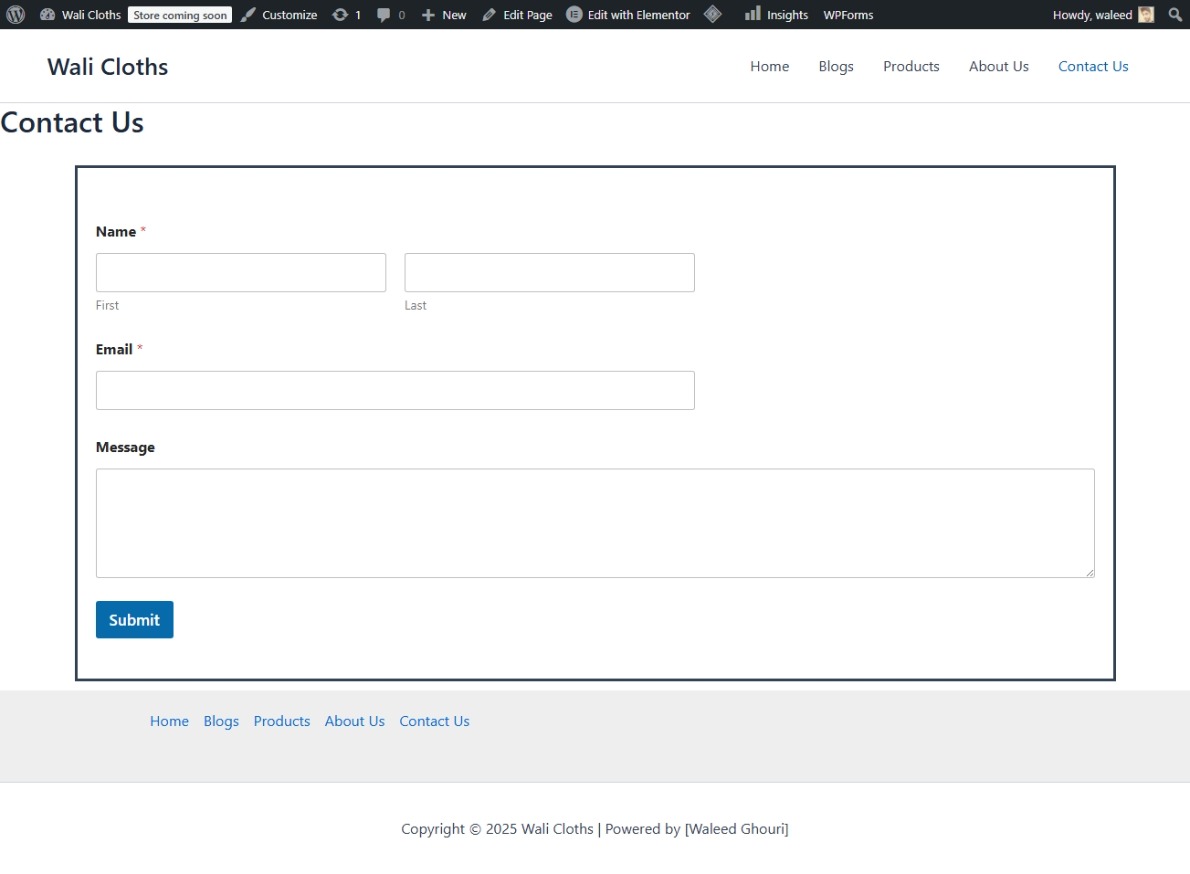 Wali Cloths Store coming soon Customize 1 0 New Edit Page Edit with Elementor Insights WPForms Howdy, waleed
Wali Cloths
Home Blogs Products About Us Contact Us
Contact Us
Name *
First Last
Email *
Message
Submit
Home Blogs Products About Us Contact Us
Copyright © 2025 Wali Cloths | Powered by [Waleed Ghouri]